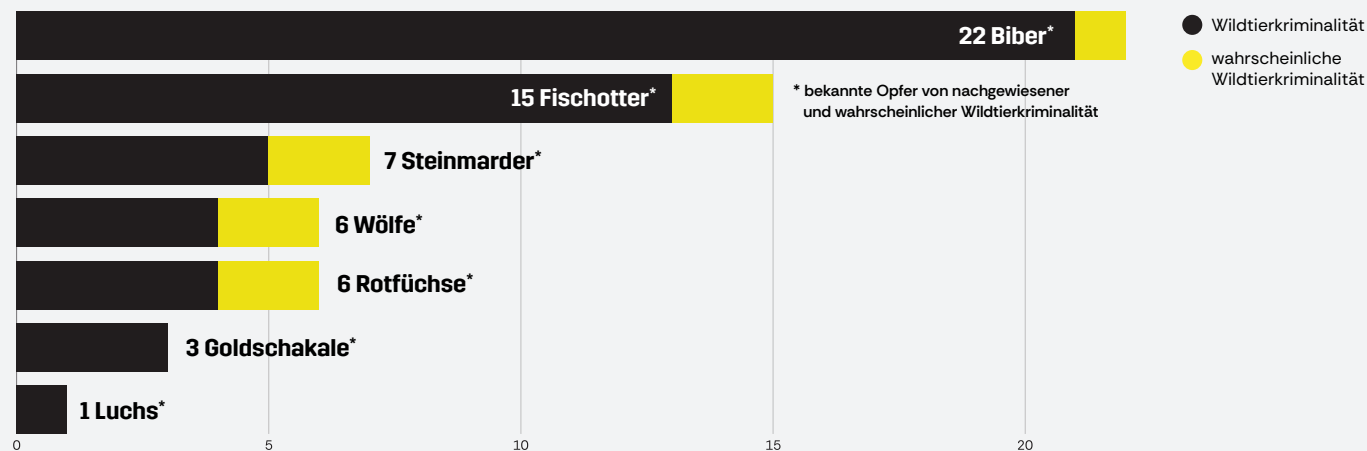 22 Biber*
15 Fischotter*
7 Steinmarder*
6 Wölfe*
6 Rotfüchse*
3 Goldschakale*
1 Luchs*
0 5 10 15 20
* bekannte Opfer von nachgewiesener
und wahrscheinlicher Wildtierkriminalität
Wildtierkriminalität
wahrscheinliche
Wildtierkriminalität